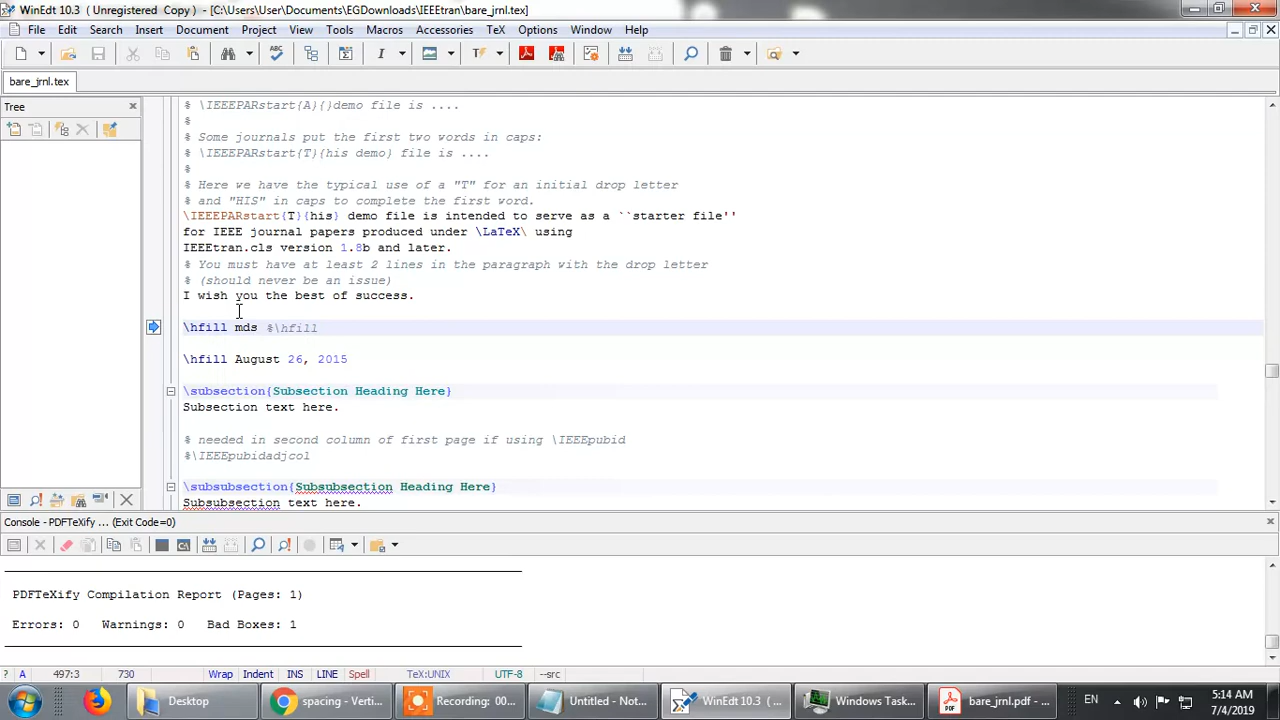 WinEdt 10.3 ( Unregistered Copy ) - [C:\Users\User\Documents\EGDownloads\IEEEtran\bare_jrnl.tex]
File Edit Search Insert Document Project View Tools Macros Accessories TeX Options Window Help
bare_jrnl.tex
Tree
% \IEEEPARstart{A}{}demo file is ....
%
% Some journals put the first two words in caps:
% \IEEEPARstart{T}{his demo} file is ....
%
% Here we have the typical use of a "T" for an initial drop letter
% and "HIS" in caps to complete the first word.
\IEEEPARstart{T}{his} demo file is intended to serve as a ``starter file''
for IEEE journal papers produced under \LaTeX\ using
IEEEtran.cls version 1.8b and later.
% You must have at least 2 lines in the paragraph with the drop letter
% (should never be an issue)
I wish you the best of success.
\hfill mds %\hfill
\hfill August 26, 2015
\subsection{Subsection Heading Here}
Subsection text here.
% needed in second column of first page if using \IEEEpubid
%\IEEEpubidadjcol
\subsubsection{Subsubsection Heading Here}
Subsubsection text here.
Console - PDFTeXify ... (Exit Code=0)
PDFTeXify Compilation Report (Pages: 1)
Errors: 0 Warnings: 0 Bad Boxes: 1
? A 497:3 730 Wrap Indent INS LINE Spell TeX:UNIX UTF-8 --src
Desktop spacing - Verti... Recording: 00... Untitled - Not... WinEdt 10.3 ( ... Windows Task... bare_jrnl.pdf - ... EN 5:14 AM
7/4/2019